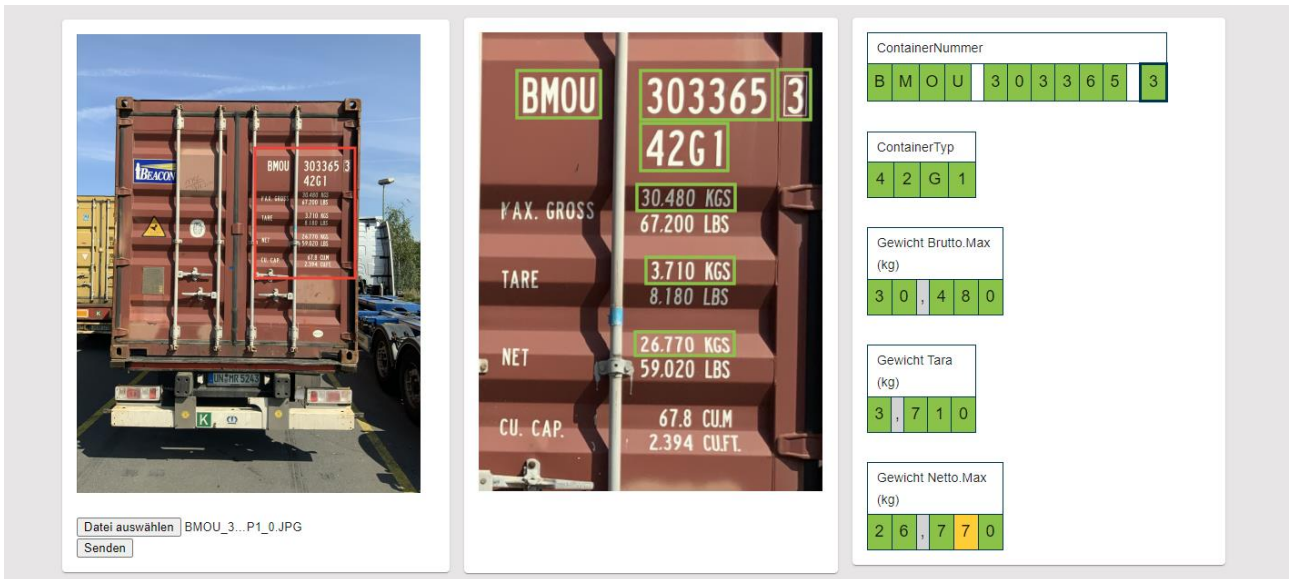 BEACON
BMOU 303365 3
42G1
30.480 KGS
MAX. GROSS 67.200 LBS
TARE 3.710 KGS
8.180 LBS
NET 26.770 KGS
59.020 LBS
CU. CAP. 67.8 CU.M
2.394 CU.FT.
UN MR 5243
K
Datei auswählen BMOU_3...P1_0.JPG
Senden
BMOU 303365 3
42G1
MAX. GROSS 30.480 KGS
67.200 LBS
TARE 3.710 KGS
8.180 LBS
NET 26.770 KGS
59.020 LBS
CU. CAP. 67.8 CU.M
2.394 CU.FT.
ContainerNummer
B M O U 3 0 3 3 6 5 3
ContainerTyp
4 2 G 1
Gewicht Brutto.Max
(kg)
3 0 , 4 8 0
Gewicht Tara
(kg)
3 , 7 1 0
Gewicht Netto.Max
(kg)
2 6 , 7 7 0